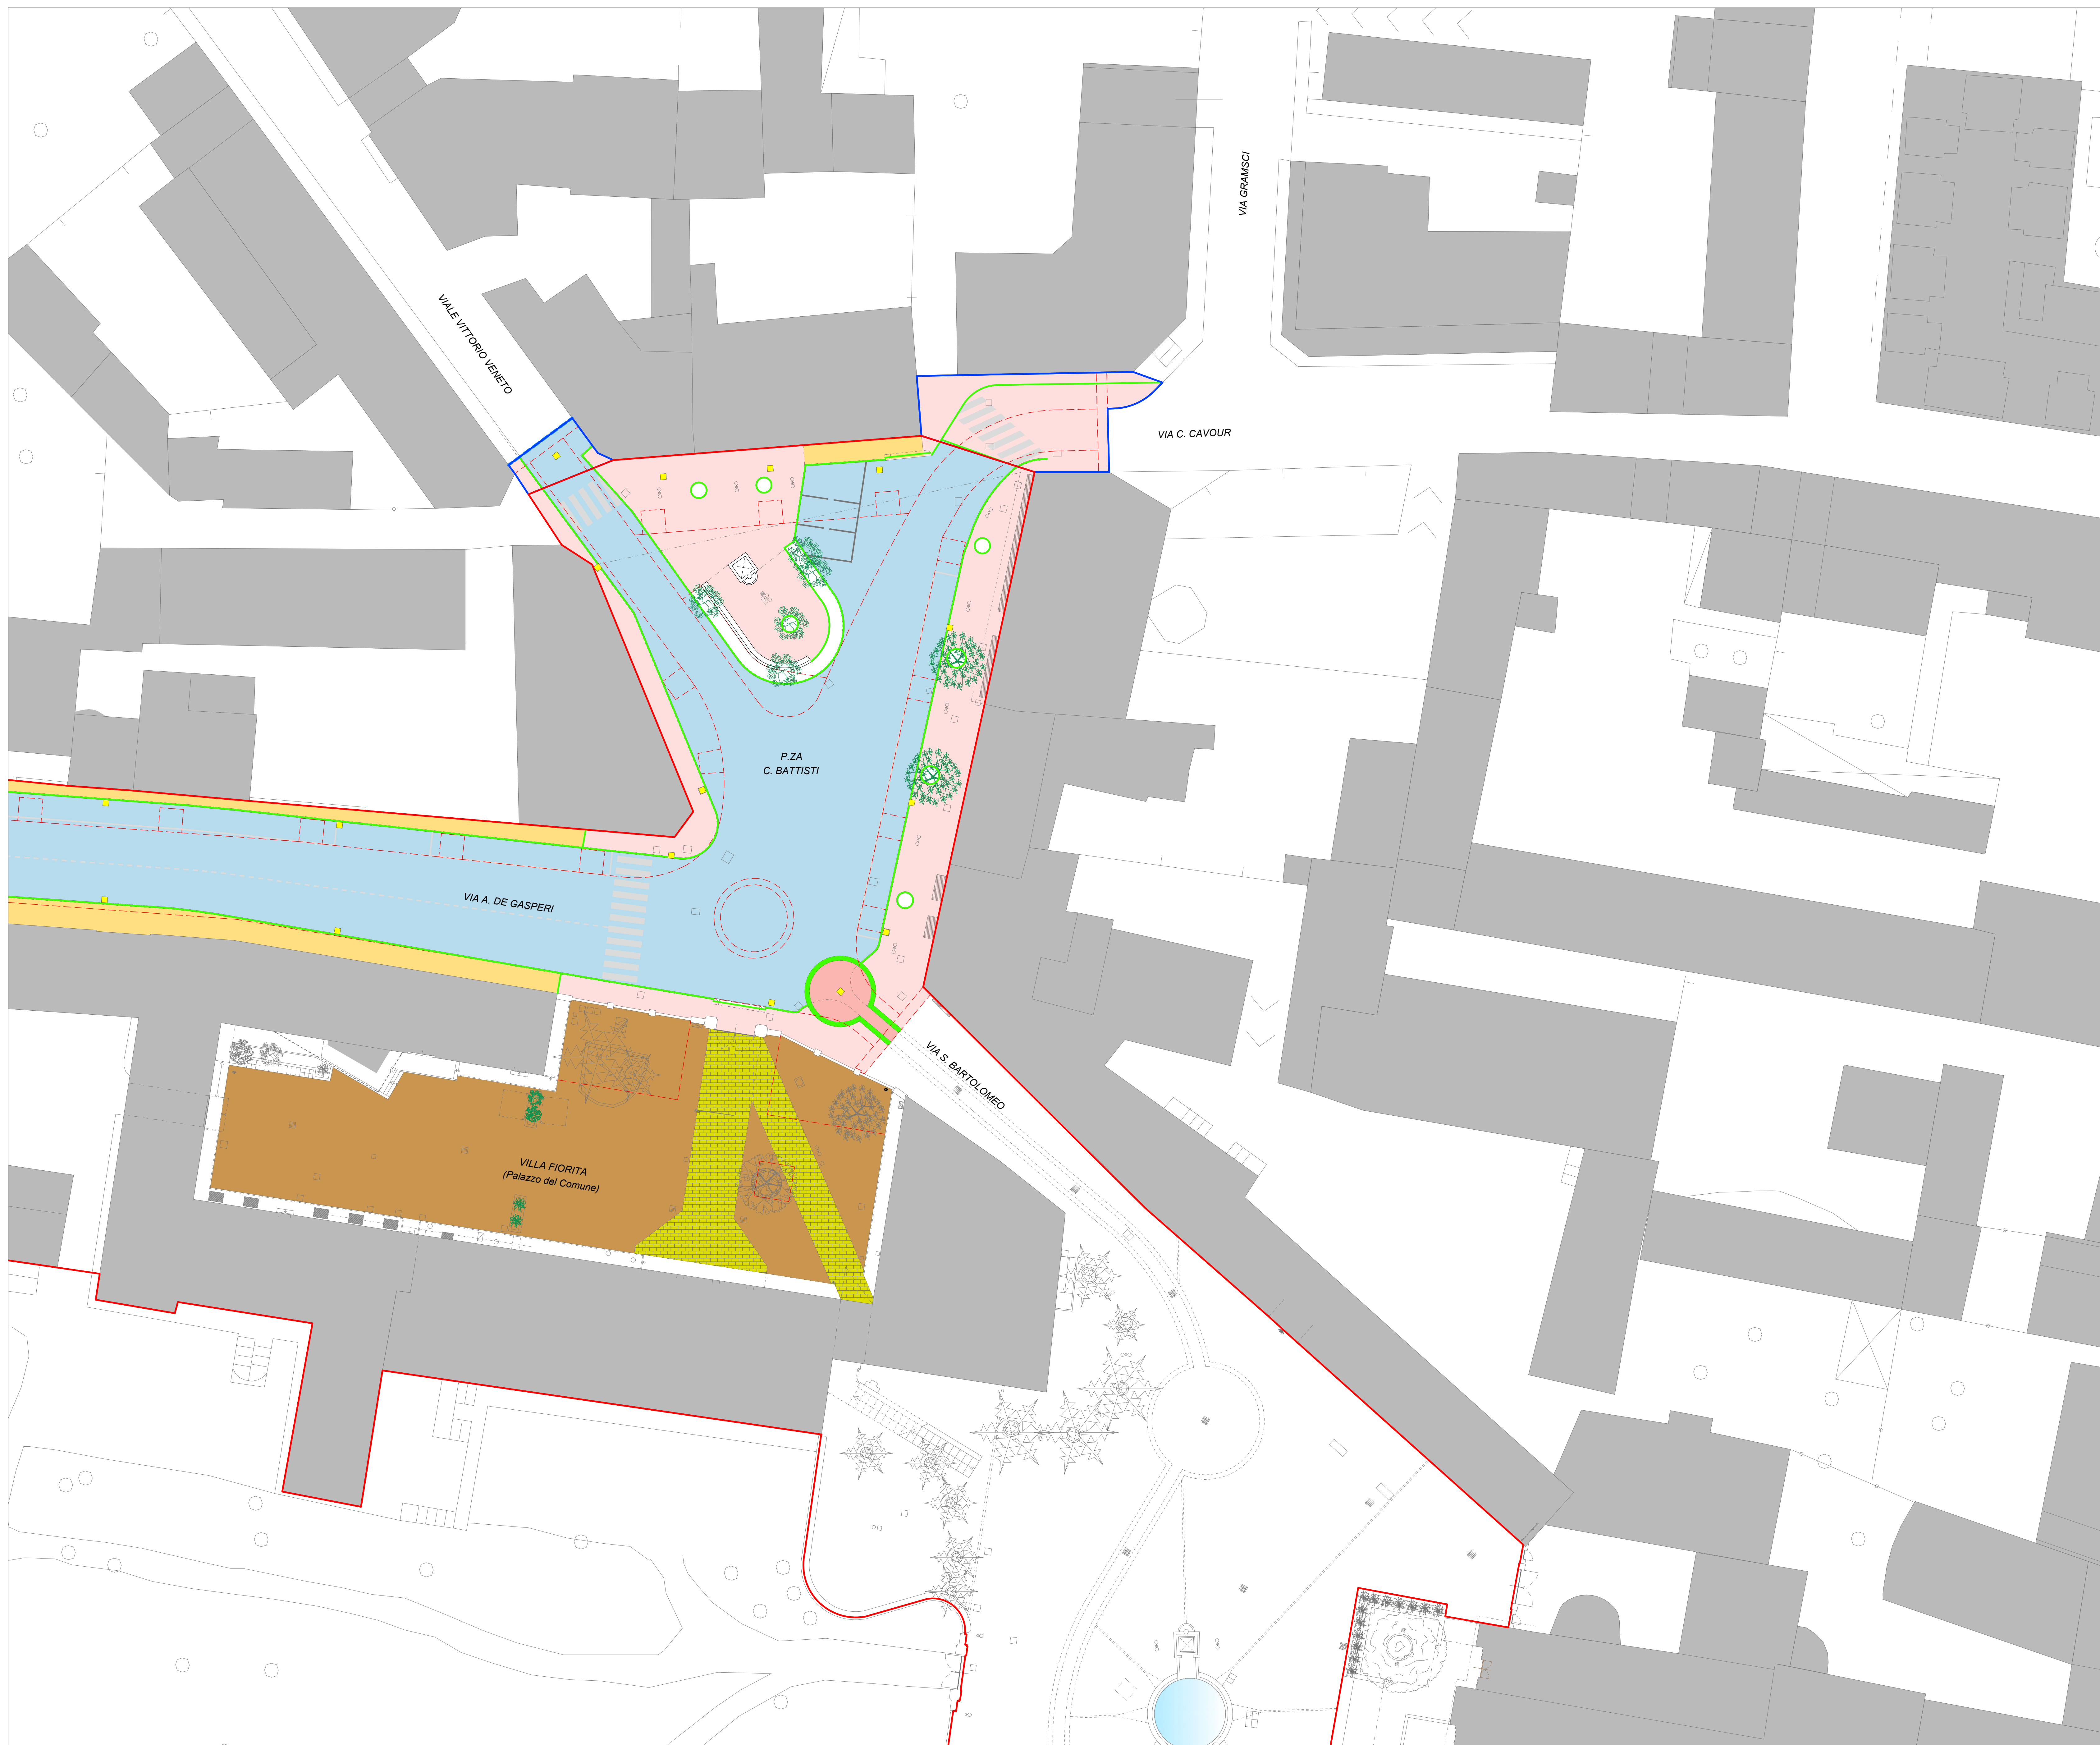 VIA GRAMSCI
VIALE VITTORIO VENETO
VIA C. CAVOUR
P.ZA
C. BATTISTI
VIA A. DE GASPERI
VIA S. BARTOLOMEO
VILLA FIORITA
(Palazzo del Comune)